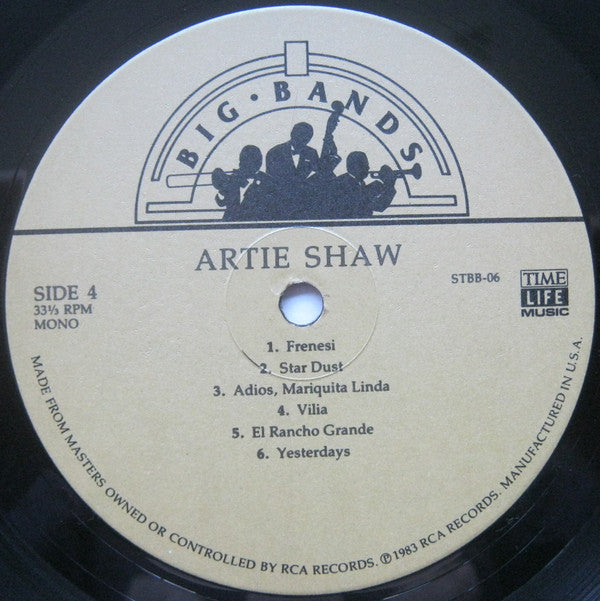 BIG · BANDS
ARTIE SHAW
SIDE 4
33⅓ RPM
MONO
STBB-06
TIME
LIFE
MUSIC
1. Frenesi
2. Star Dust
3. Adios, Mariquita Linda
4. Vilia
5. El Rancho Grande
6. Yesterdays
MADE FROM MASTERS OWNED OR CONTROLLED BY RCA RECORDS. ℗ 1983 RCA RECORDS. MANUFACTURED IN U.S.A.